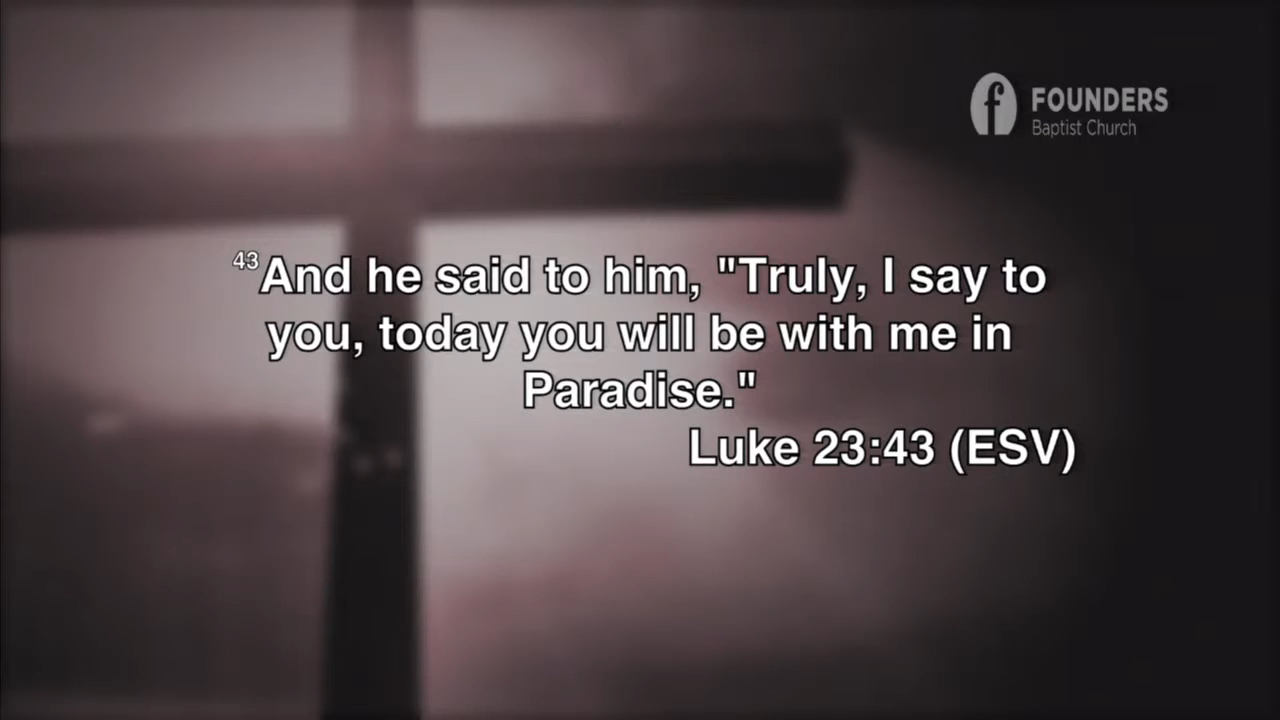 FOUNDERS
Baptist Church
43And he said to him, "Truly, I say to
you, today you will be with me in
Paradise."
Luke 23:43 (ESV)